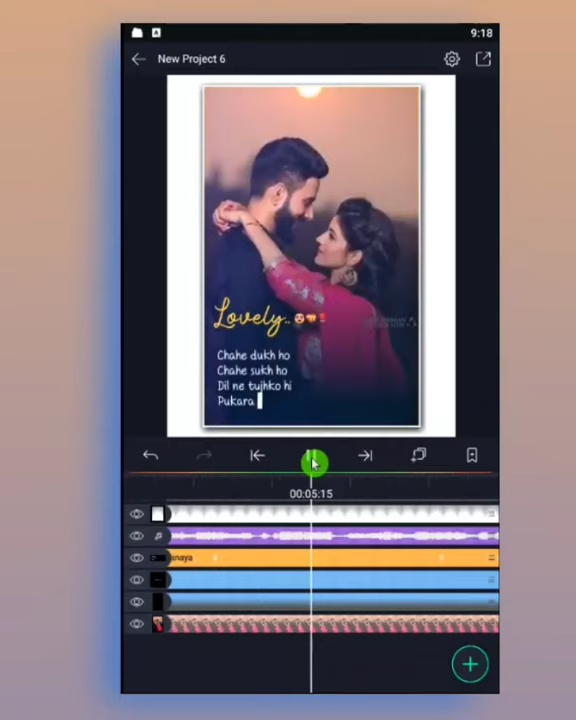 9:18
New Project 6
Lovely..
Chahe dukh ho
Chahe sukh ho
Dil ne tujhko hi
Pukara
00:05:15
anaya